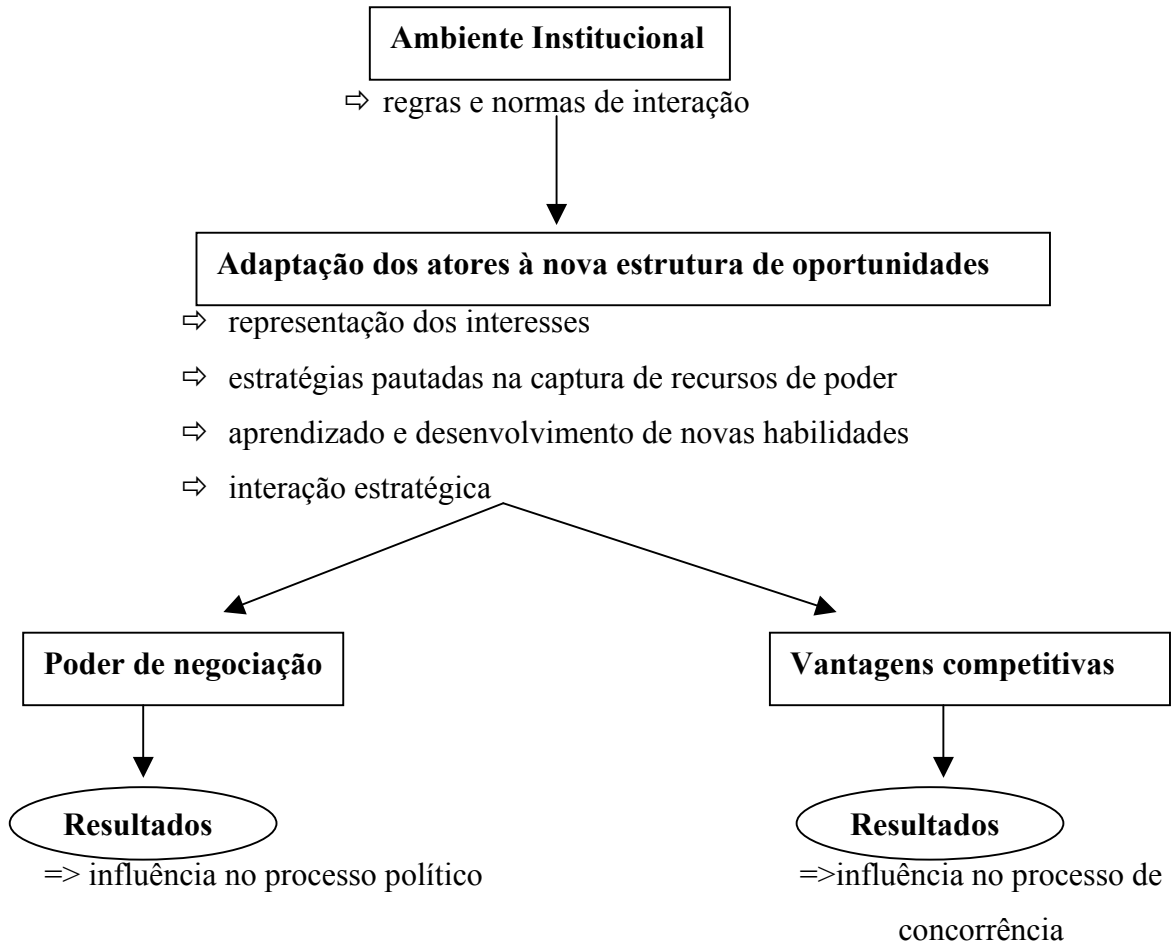 Ambiente Institucional
⇨ regras e normas de interação
Adaptação dos atores à nova estrutura de oportunidades
⇨ representação dos interesses
⇨ estratégias pautadas na captura de recursos de poder
⇨ aprendizado e desenvolvimento de novas habilidades
⇨ interação estratégica
Poder de negociação
Vantagens competitivas
Resultados
=> influência no processo político
Resultados
=>influência no processo de
concorrência